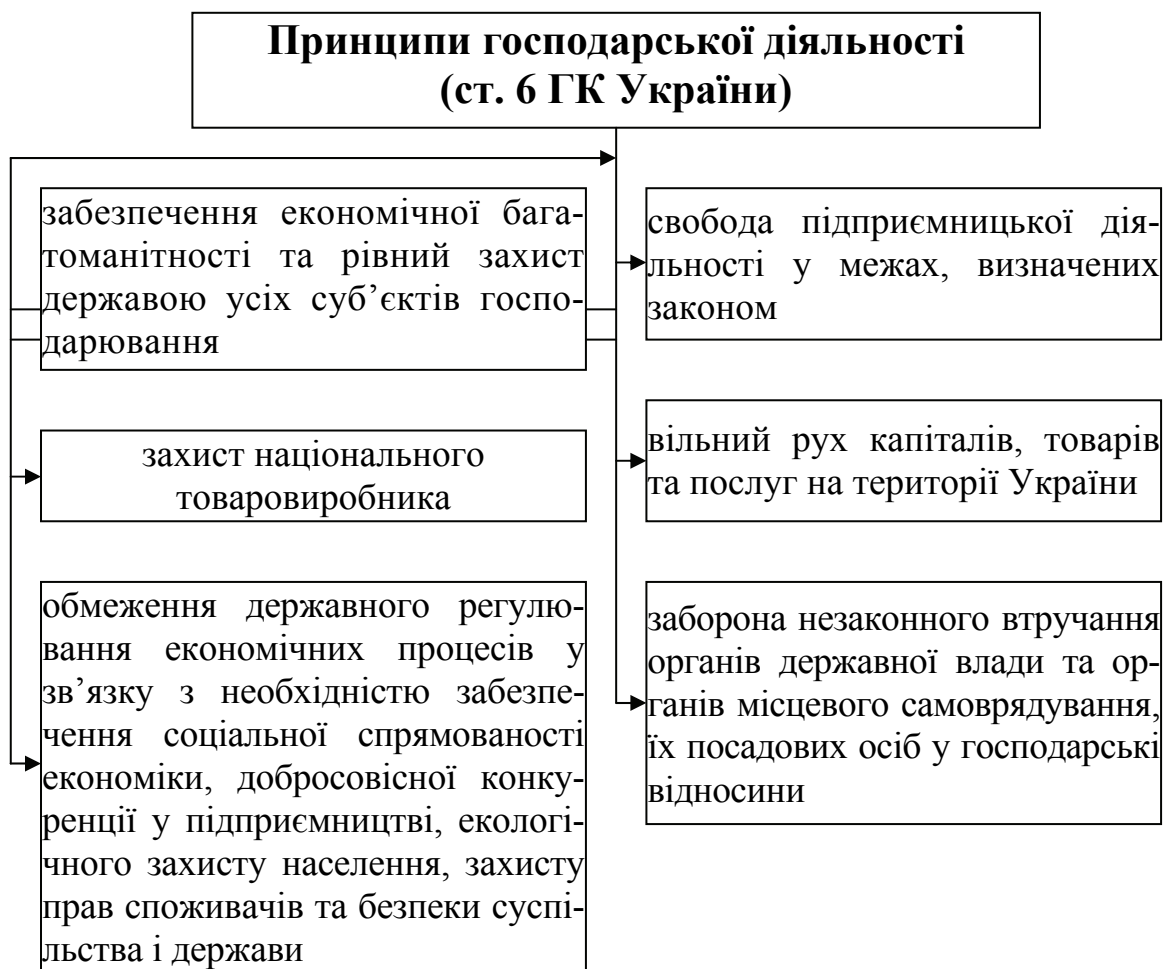 Принципи господарської діяльності
(ст. 6 ГК України)
забезпечення економічної бага-
томанітності та рівний захист
державою усіх суб’єктів госпо-
дарювання
свобода підприємницької дія-
льності у межах, визначених
законом
захист національного
товаровиробника
вільний рух капіталів, товарів
та послуг на території України
обмеження державного регулю-
вання економічних процесів у
зв’язку з необхідністю забезпе-
чення соціальної спрямованості
економіки, добросовісної конку-
ренції у підприємництві, екологі-
чного захисту населення, захисту
прав споживачів та безпеки суспі-
льства і держави
заборона незаконного втручання
органів державної влади та ор-
ганів місцевого самоврядування,
їх посадових осіб у господарські
відносини